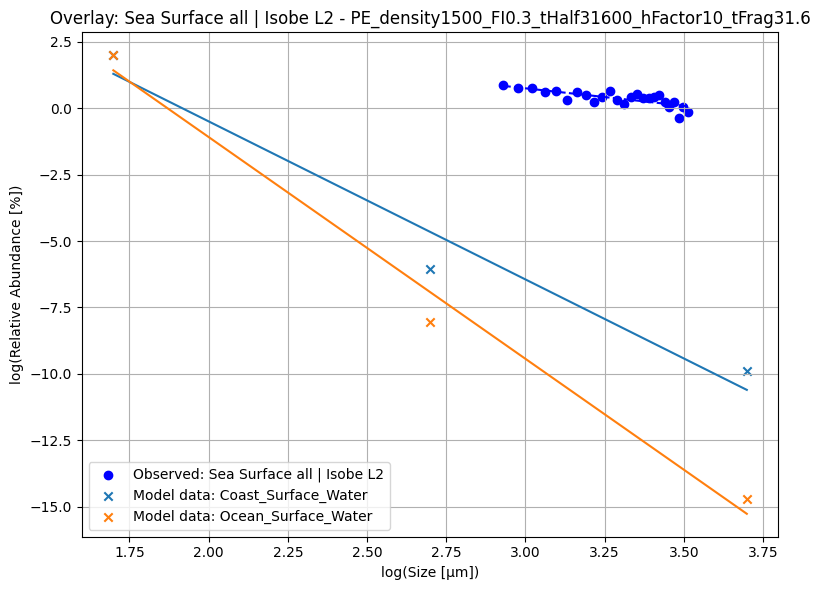 Overlay: Sea Surface all | Isobe L2 - PE_density1500_FI0.3_tHalf31600_hFactor10_tFrag31.6
log(Relative Abundance [%])
2.5
0.0
−2.5
−5.0
−7.5
−10.0
−12.5
−15.0
Observed: Sea Surface all | Isobe L2
Model data: Coast_Surface_Water
Model data: Ocean_Surface_Water
1.75
2.00
2.25
2.50
2.75
3.00
3.25
3.50
3.75
log(Size [μm])